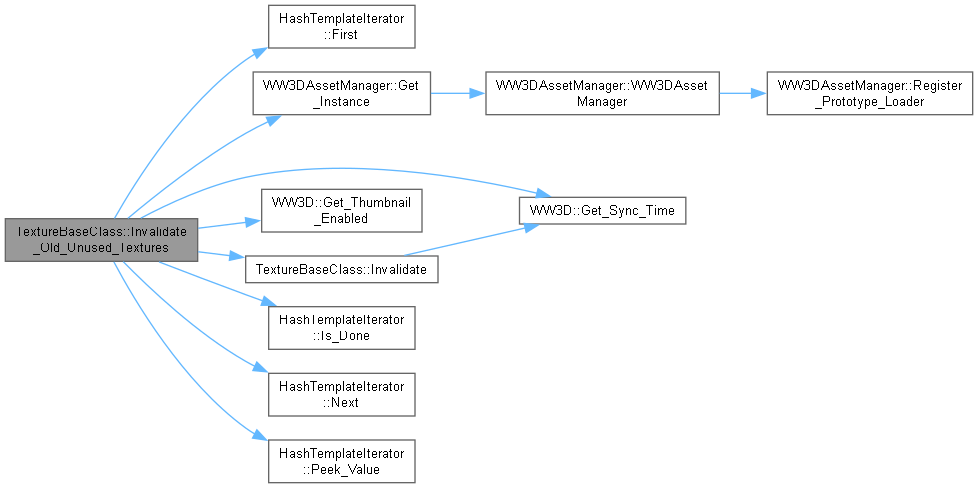 HashTemplateIterator
::First
WW3DAssetManager::Get
_Instance
WW3DAssetManager::WW3DAsset
Manager
WW3DAssetManager::Register
_Prototype_Loader
WW3D::Get_Thumbnail
_Enabled
WW3D::Get_Sync_Time
TextureBaseClass::Invalidate
_Old_Unused_Textures
TextureBaseClass::Invalidate
HashTemplateIterator
::Is_Done
HashTemplateIterator
::Next
HashTemplateIterator
::Peek_Value